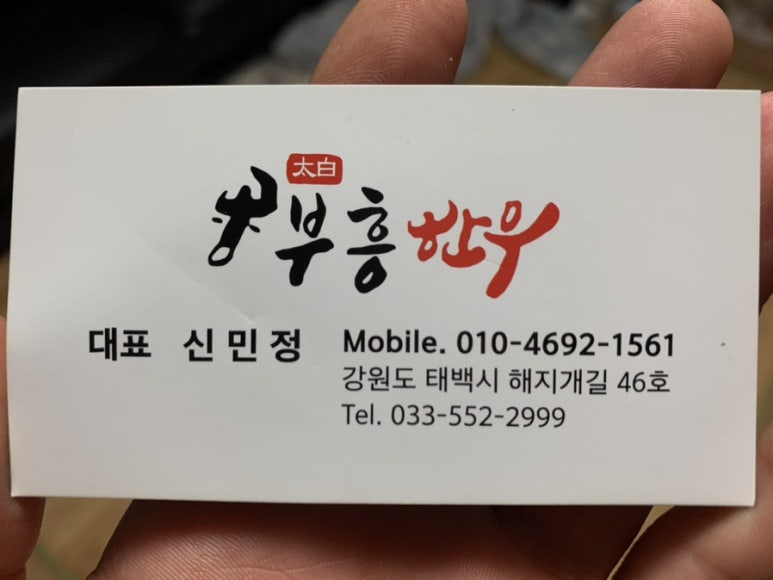 太白
부흥한우
대표 신민정
Mobile. 010-4692-1561
강원도 태백시 해지개길 46호
Tel. 033-552-2999